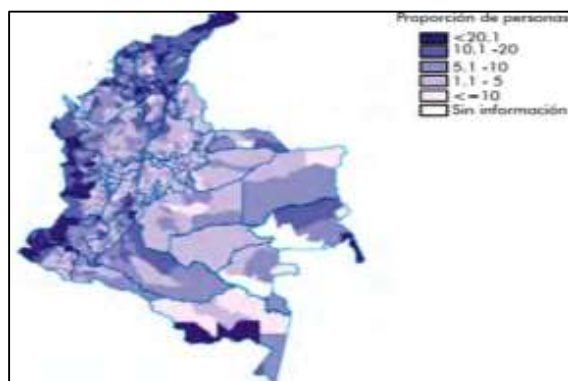 Proporción de personas
<20.1
10.1 -20
5.1 -10
1.1 - 5
<=10
Sin información